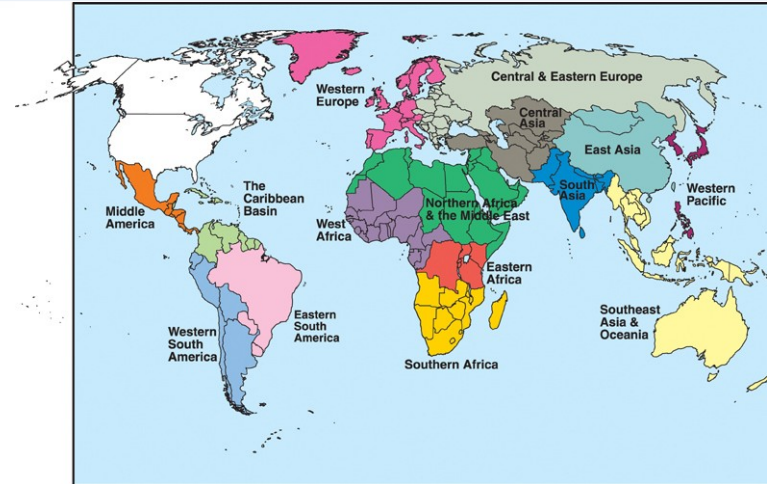 Central & Eastern Europe
Western
Europe
Central
Asia
East Asia
The
Caribbean
Basin
Middle
America
South
Asia
Western
Pacific
Northern Africa
& the Middle East
West
Africa
Eastern
Africa
Eastern
South
America
Western
South
America
Southeast
Asia &
Oceania
Southern Africa